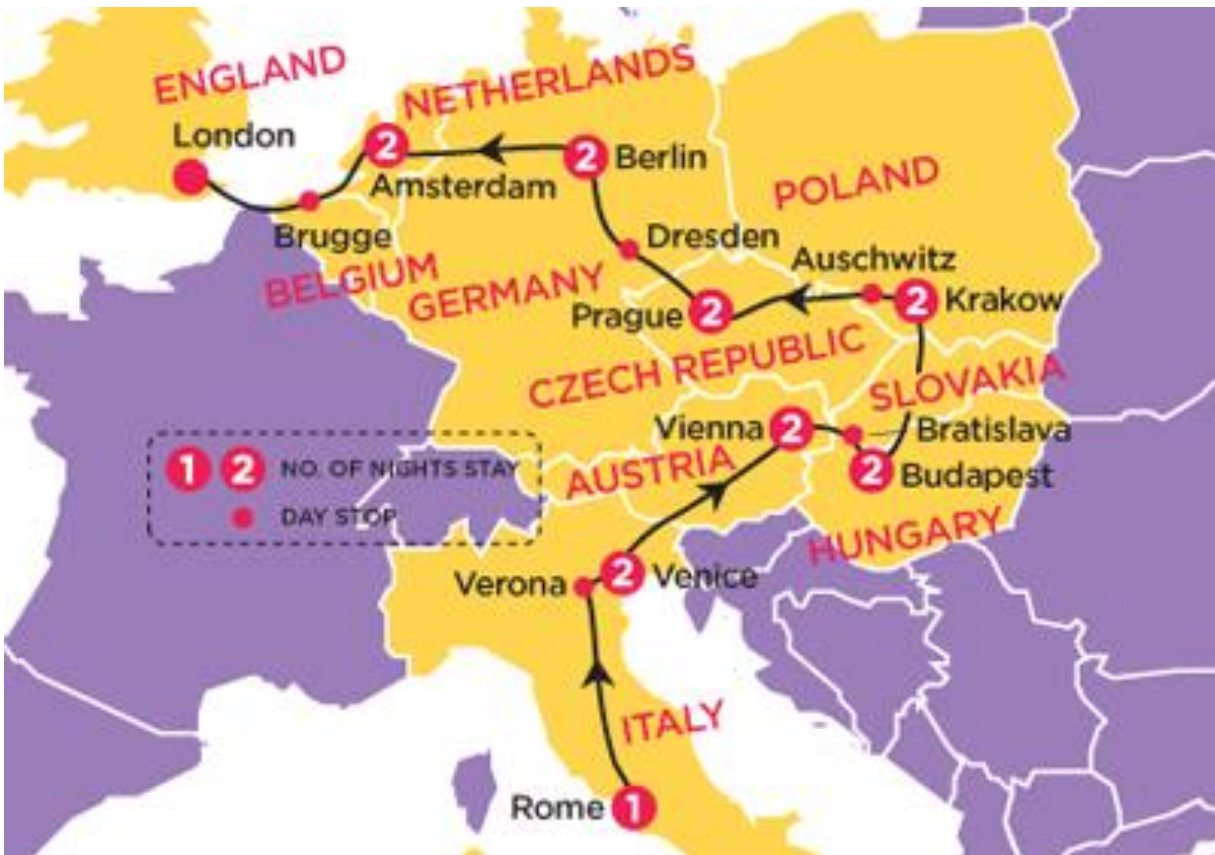 ENGLAND
NETHERLANDS
London
2
2
Berlin
Amsterdam
POLAND
Brugge
Dresden
BELGIUM
GERMANY
Auschwitz
Prague
2
2
Krakow
CZECH REPUBLIC
SLOVAKIA
Vienna
2
Bratislava
AUSTRIA
2
Budapest
1 2 NO. OF NIGHTS STAY
DAY STOP
HUNGARY
Verona
2
Venice
ITALY
Rome
1